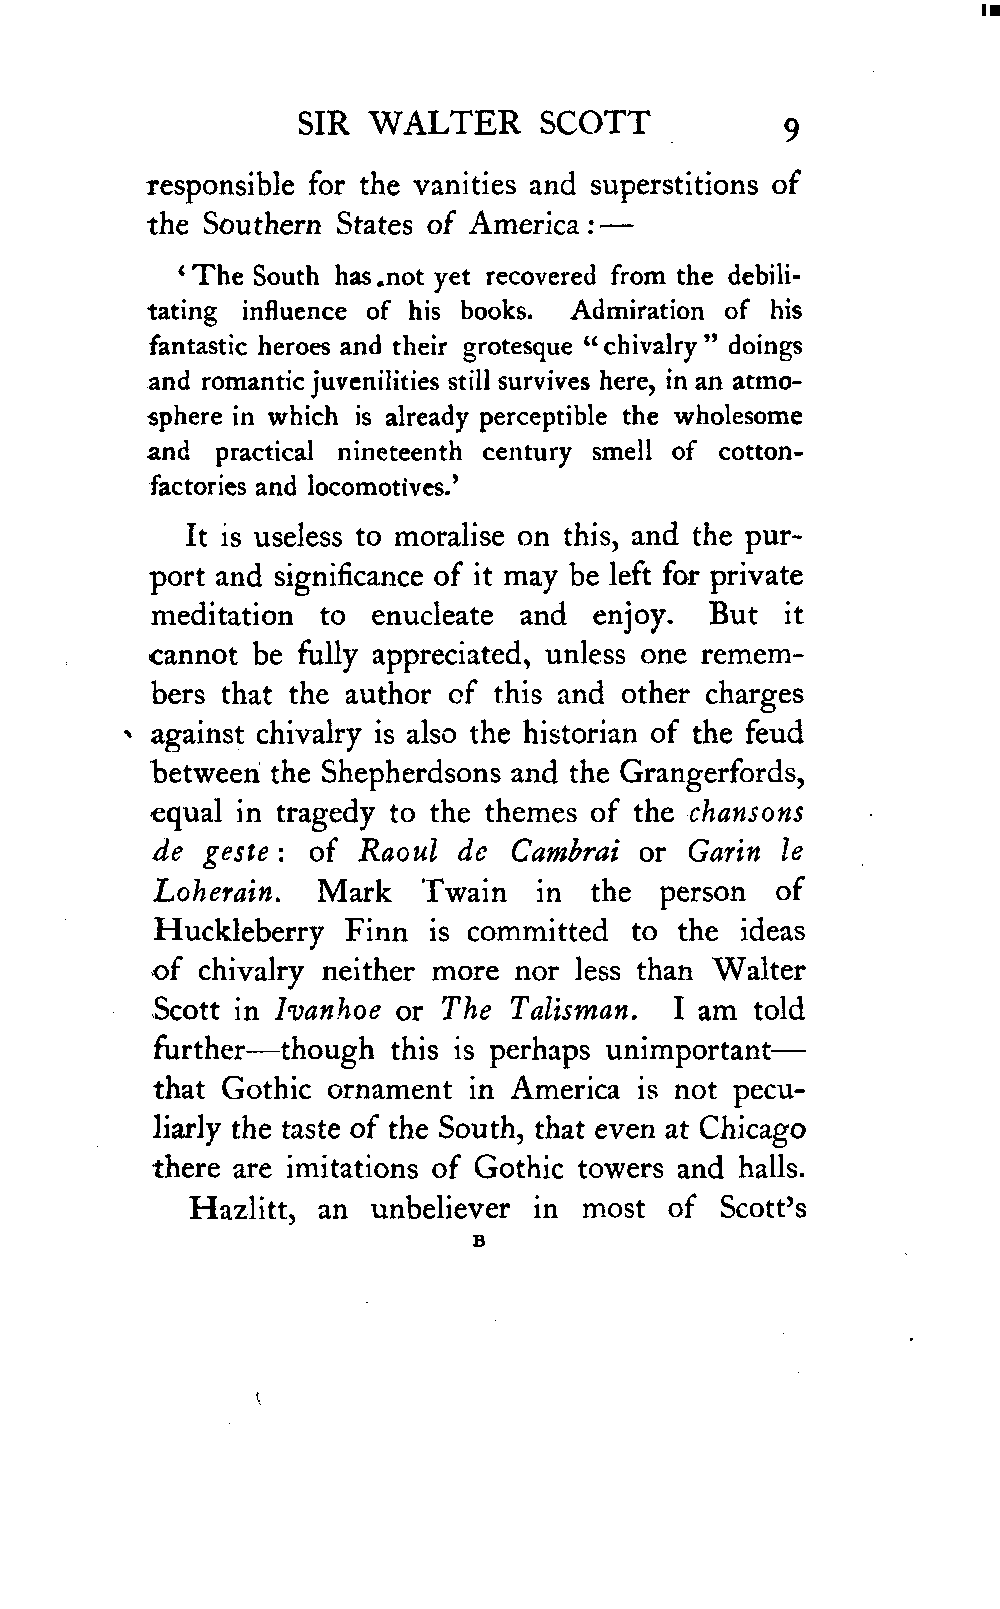 SIR WALTER SCOTT 9
responsible for the vanities and superstitions of
the Southern States of America :—
‘ The South has not yet recovered from the debili-
tating influence of his books. Admiration of his
fantastic heroes and their grotesque “ chivalry ” doings
and romantic juvenilities still survives here, in an atmo-
sphere in which is already perceptible the wholesome
and practical nineteenth century smell of cotton-
factories and locomotives.’
It is useless to moralise on this, and the pur-
port and significance of it may be left for private
meditation to enucleate and enjoy. But it
cannot be fully appreciated, unless one remem-
bers that the author of this and other charges
against chivalry is also the historian of the feud
between the Shepherdsons and the Grangerfords,
equal in tragedy to the themes of the chansons
de geste : of Raoul de Cambrai or Garin le
Loherain. Mark Twain in the person of
Huckleberry Finn is committed to the ideas
of chivalry neither more nor less than Walter
Scott in Ivanhoe or The Talisman. I am told
further—though this is perhaps unimportant—
that Gothic ornament in America is not pecu-
liarly the taste of the South, that even at Chicago
there are imitations of Gothic towers and halls.
Hazlitt, an unbeliever in most of Scott’s
B